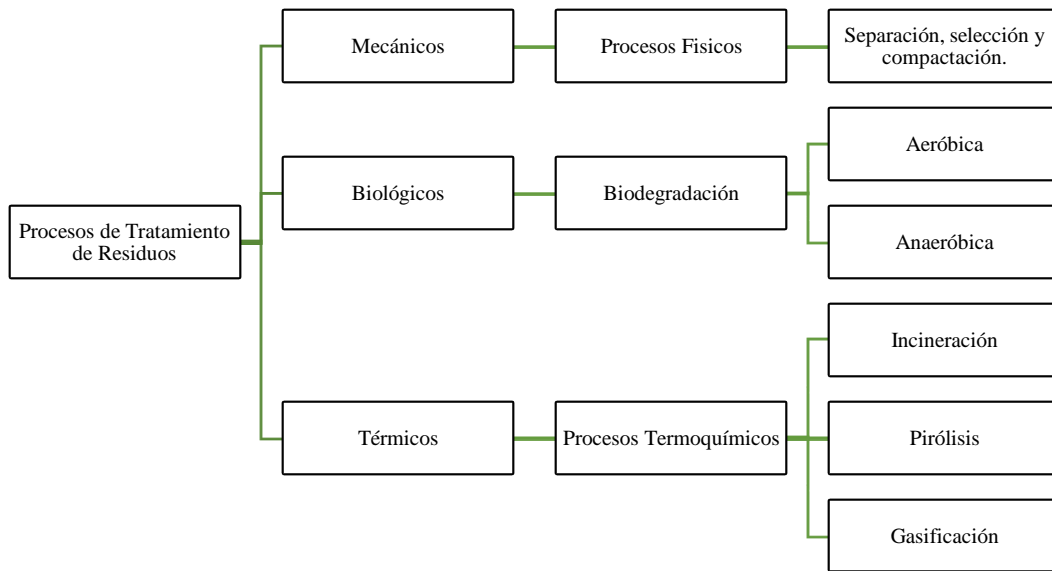 Mecánicos
Procesos Fisicos
Separación, selección y
compactación.
Aeróbica
Biológicos
Biodegradación
Procesos de Tratamiento
de Residuos
Anaeróbica
Incineración
Térmicos
Procesos Termoquímicos
Pirólisis
Gasificación